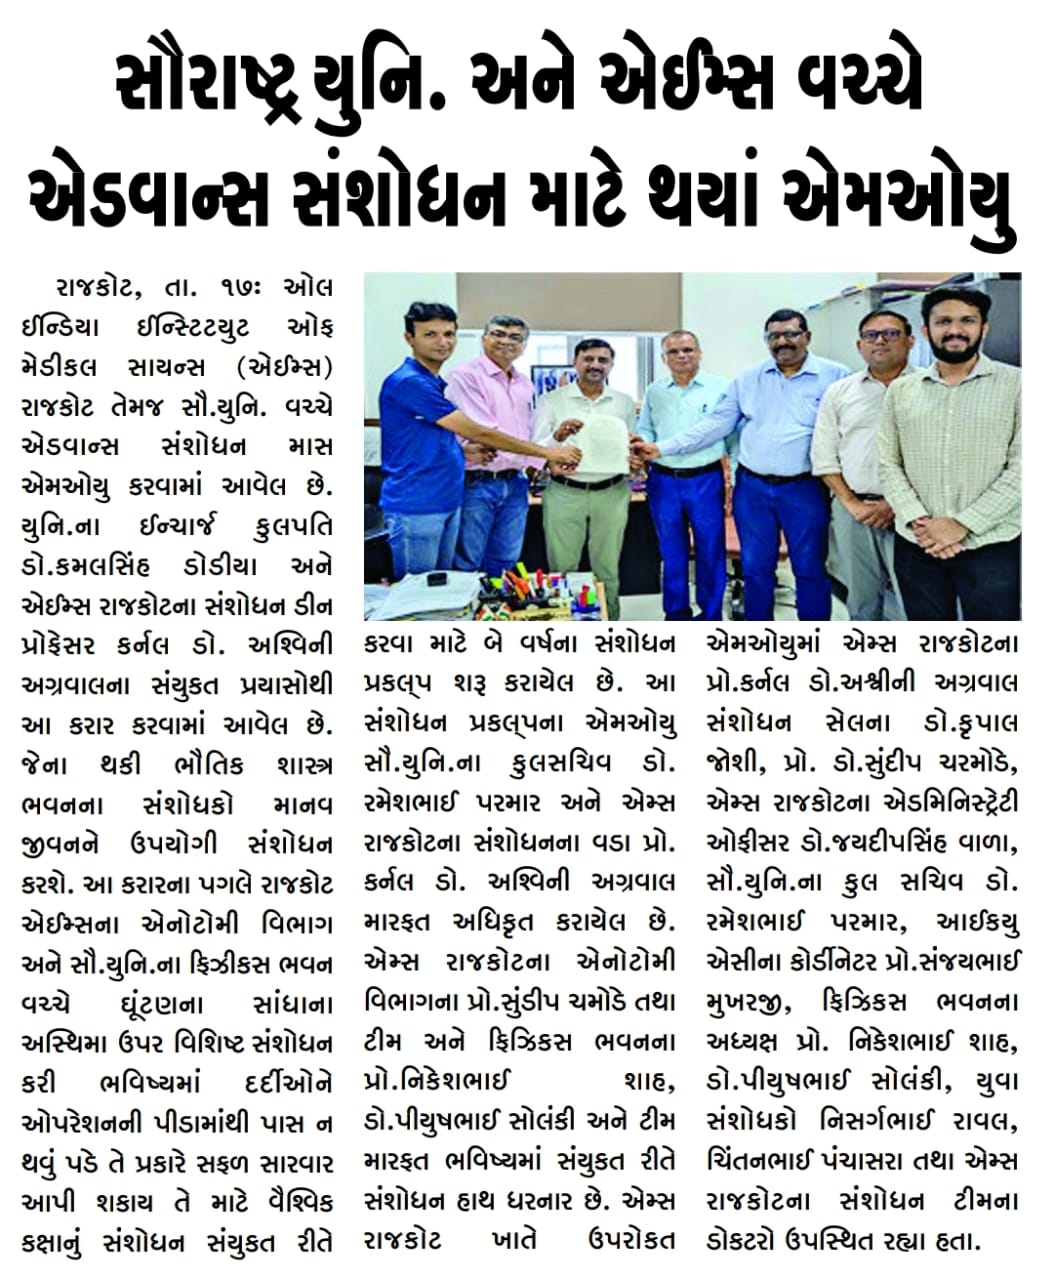 સૌરાષ્ટ્ર યુનિ. અને એઈમ્સ વચ્ચે
એડવાન્સ સંશોધન માટે થયાં એમઓયુ
રાજકોટ, તા. ૧૭ઃ ઓલ
ઈન્ડિયા ઈન્સ્ટિટયુટ ઓફ
મેડીકલ સાયન્સ (એઈમ્સ)
રાજકોટ તેમજ સૌ.યુનિ. વચ્ચે
એડવાન્સ સંશોધન માસ
એમઓયુ કરવામાં આવેલ છે.
યુનિ.ના ઈન્ચાર્જ કુલપતિ
ડો.કમલસિંહ ડોડીયા અને
એઈમ્સ રાજકોટના સંશોધન ડીન
પ્રોફેસર કર્નલ ડો. અશ્વિની
અગ્રવાલના સંયુકત પ્રયાસોથી
આ કરાર કરવામાં આવેલ છે.
જેના થકી ભૌતિક શાસ્ત્ર
ભવનના સંશોધકો માનવ
જીવનને ઉપયોગી સંશોધન
કરશે. આ કરારના પગલે રાજકોટ
એઈમ્સના એનોટોમી વિભાગ
અને સૌ.યુનિ.ના ફિઝીકસ ભવન
વચ્ચે ઘૂંટણના સાંધાના
અસ્થિમા ઉપર વિશિષ્ટ સંશોધન
કરી ભવિષ્યમાં દર્દીઓને
ઓપરેશનની પીડામાંથી પાસ ન
થવું પડે તે પ્રકારે સફળ સારવાર
આપી શકાય તે માટે વૈશ્વિક
કક્ષાનું સંશોધન સંયુકત રીતે
કરવા માટે બે વર્ષના સંશોધન
પ્રકલ્પ શરૂ કરાયેલ છે. આ
સંશોધન પ્રકલ્પના એમઓયુ
સૌ.યુનિ.ના કુલસચિવ ડો.
રમેશભાઈ પરમાર અને એમ્સ
રાજકોટના સંશોધનના વડા પ્રો.
કર્નલ ડો. અશ્વિની અગ્રવાલ
મારફત અધિકૃત કરાયેલ છે.
એમ્સ રાજકોટના એનોટોમી
વિભાગના પ્રો.સુંડીપ ચમોડે તથા
ટીમ અને ફિઝિકસ ભવનના
પ્રો.નિકેશભાઈ શાહ,
ડો.પીયુષભાઈ સોલંકી અને ટીમ
મારફત ભવિષ્યમાં સંયુકત રીતે
સંશોધન હાથ ધરનાર છે. એમ્સ
રાજકોટ ખાતે ઉપરોકત
એમઓયુમાં એમ્સ રાજકોટના
પ્રો.કર્નલ ડો.અશ્વીની અગ્રવાલ
સંશોધન સેલના ડો.કૃપાલ
જોશી, પ્રો. ડો.સુંદીપ ચરમોડે,
એમ્સ રાજકોટના એડમિનિસ્ટ્રેટી
ઓફીસર ડો.જયદીપસિંહ વાળા,
સૌ.યુનિ.ના કુલ સચિવ ડો.
રમેશભાઈ પરમાર, આઈકયુ
એસીના કોર્ડીનેટર પ્રો.સંજયભાઈ
મુખરજી, ફિઝિકસ ભવનના
અધ્યક્ષ પ્રો. નિકેશભાઈ શાહ,
ડો.પીયુષભાઈ સોલંકી, યુવા
સંશોધકો નિસર્ગભાઈ રાવલ,
ચિંતનભાઈ પંચાસરા તથા એમ્સ
રાજકોટના સંશોધન ટીમના
ડોકટરો ઉપસ્થિત રહ્યા હતા.